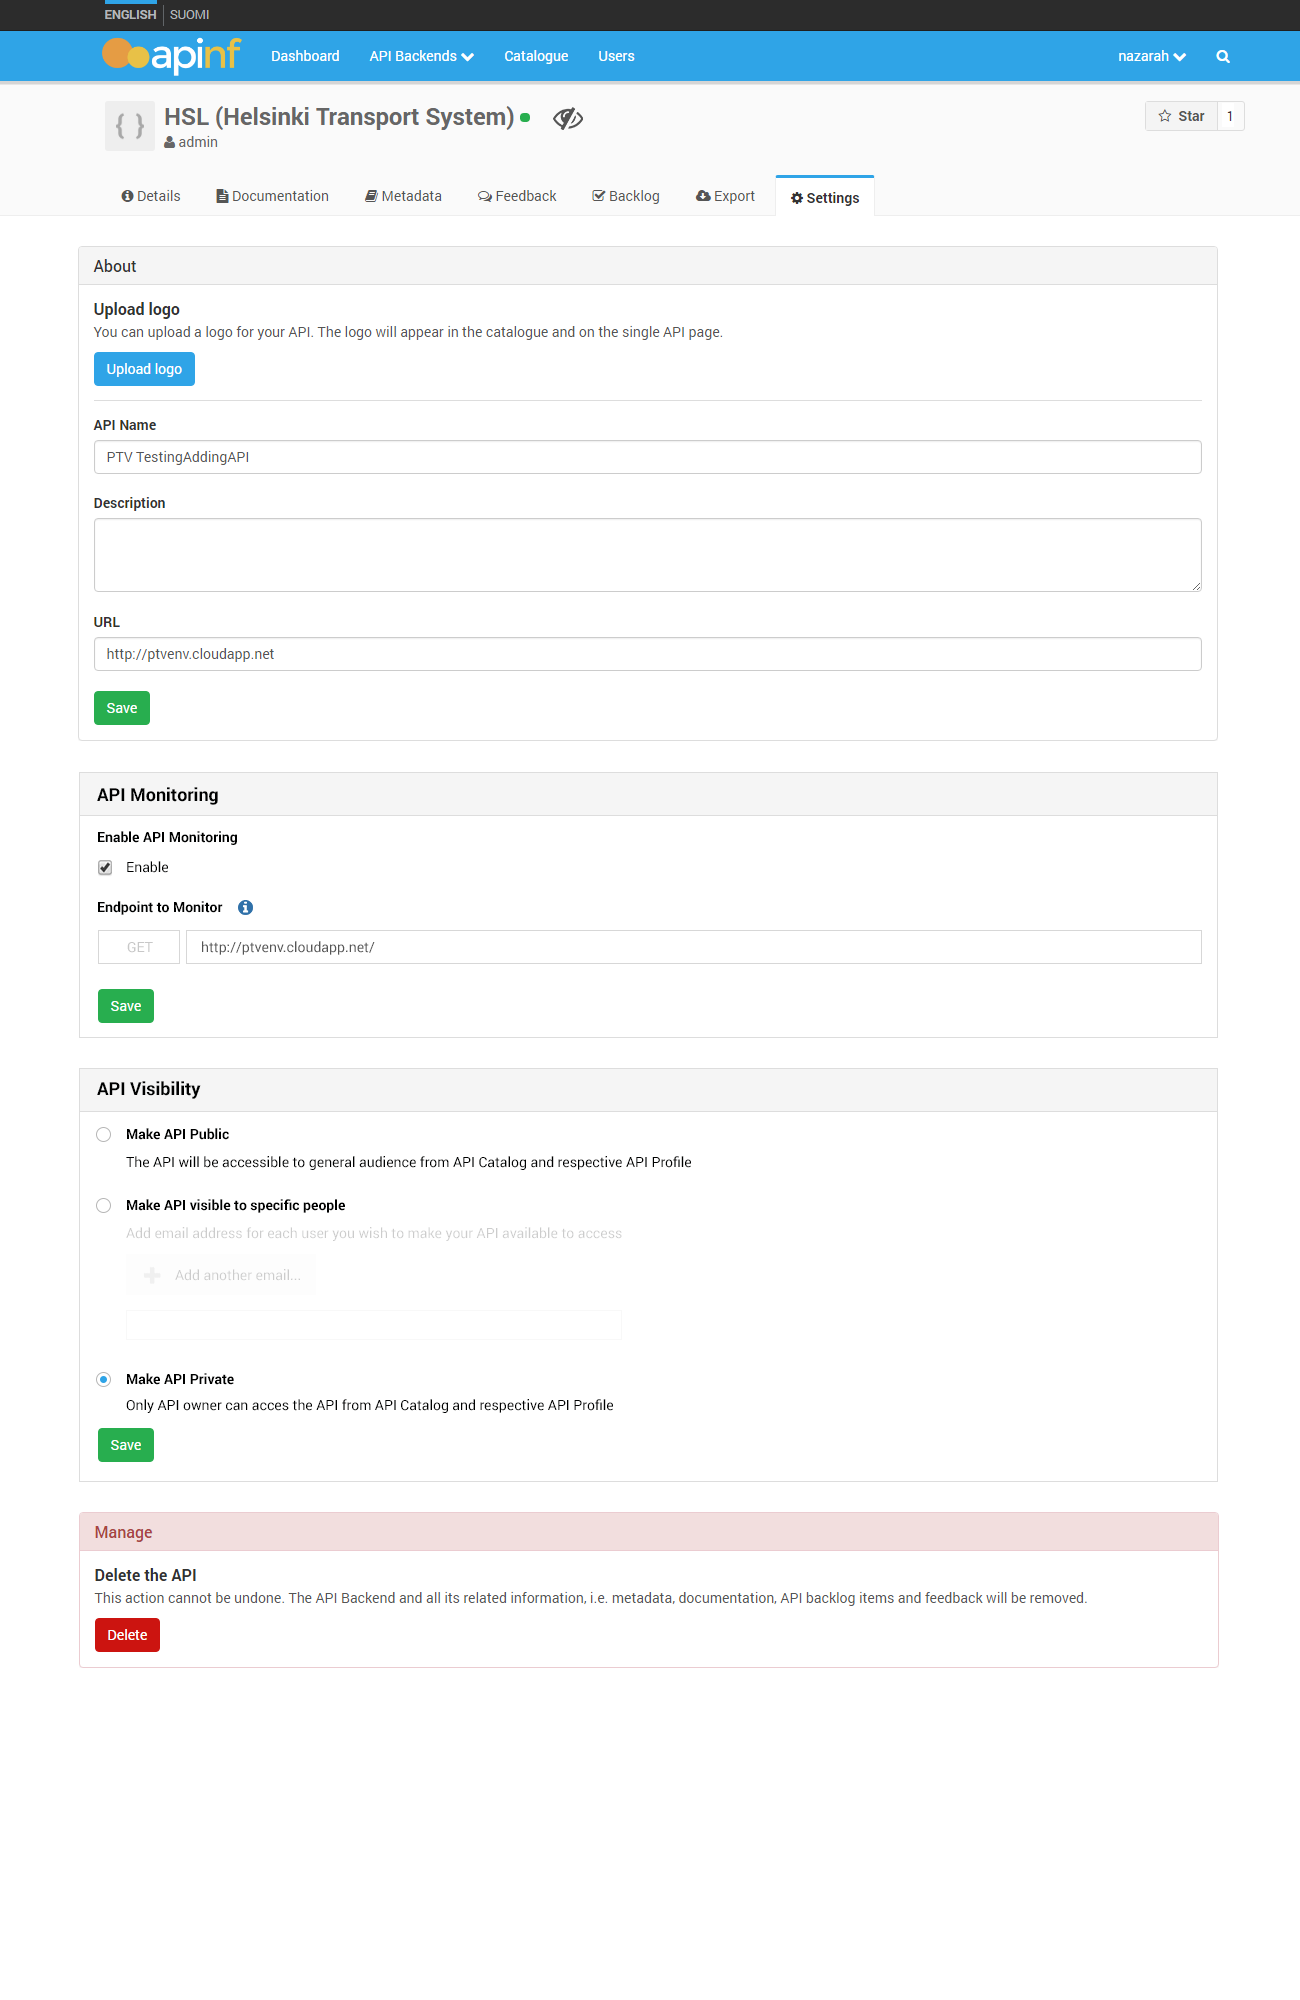 ENGLISH SUOMI
apinf Dashboard API Backends Catalogue Users nazarah
{ } HSL (Helsinki Transport System) Star 1
admin
Details Documentation Metadata Feedback Backlog Export Settings
About
Upload logo
You can upload a logo for your API. The logo will appear in the catalogue and on the single API page.
Upload logo
API Name
PTV TestingAddingAPI
Description
URL
http://ptvenv.cloudapp.net
Save
API Monitoring
Enable API Monitoring
Enable
Endpoint to Monitor
GET http://ptvenv.cloudapp.net/
Save
API Visibility
Make API Public
The API will be accessible to general audience from API Catalog and respective API Profile
Make API visible to specific people
Add email address for each user you wish to make your API available to access
Add another email...
Make API Private
Only API owner can acces the API from API Catalog and respective API Profile
Save
Manage
Delete the API
This action cannot be undone. The API Backend and all its related information, i.e. metadata, documentation, API backlog items and feedback will be removed.
Delete